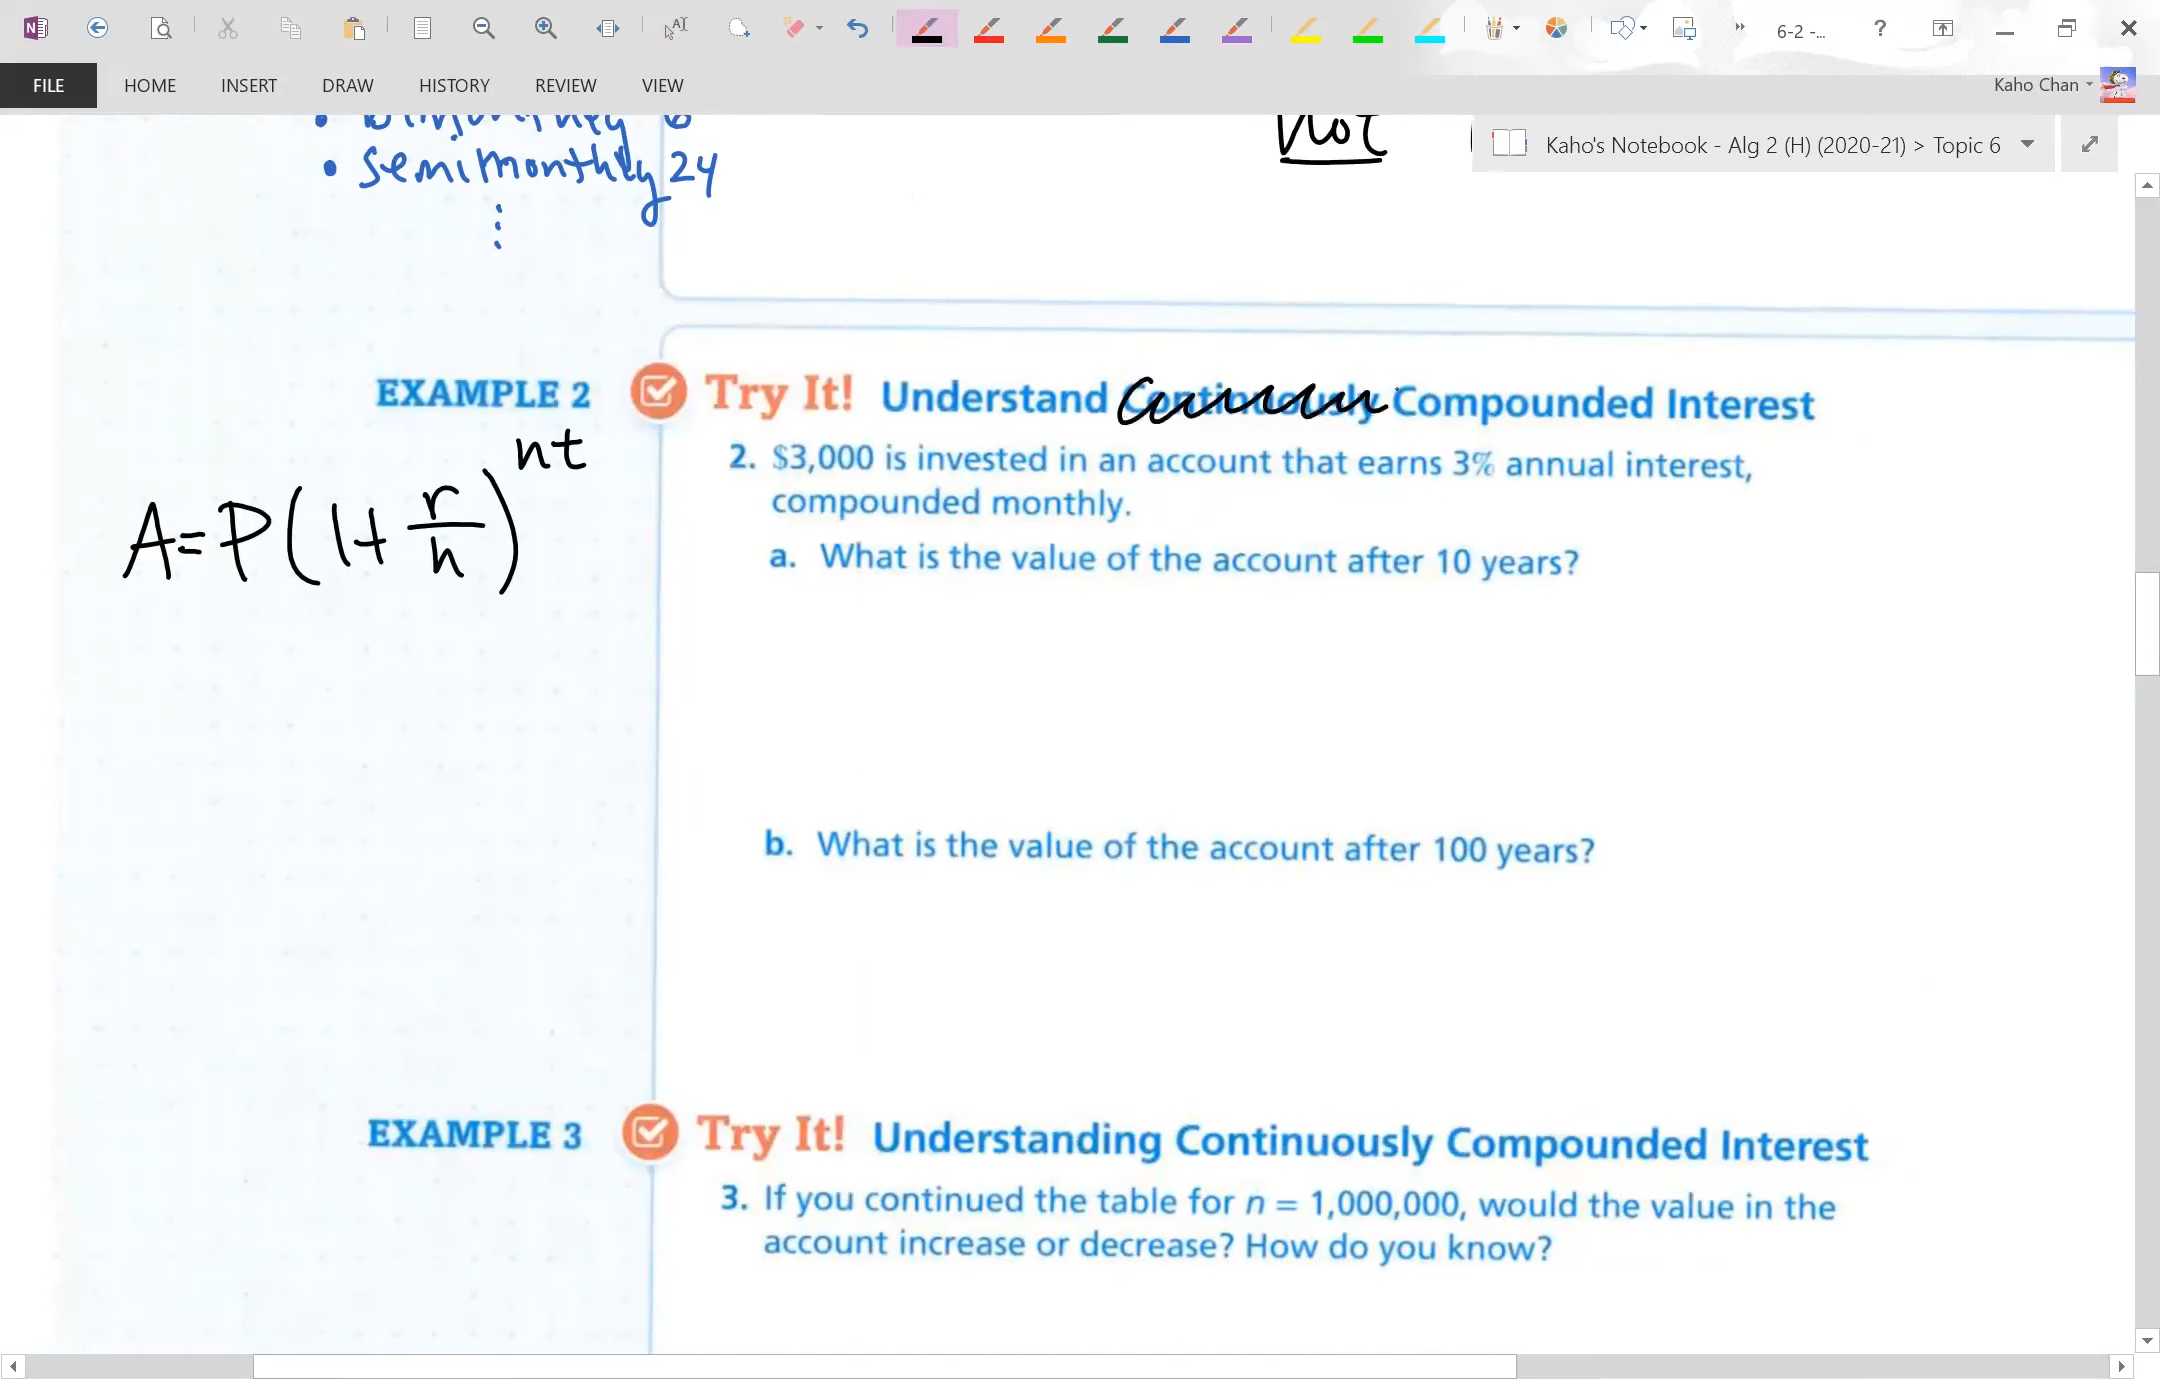 6-2 -...
FILE HOME INSERT DRAW HISTORY REVIEW VIEW
Kaho Chan
Kaho's Notebook - Alg 2 (H) (2020-21) > Topic 6
not
• semimonthly 24
EXAMPLE 2 Try It! Understand Continuously Compounded Interest
2. $3,000 is invested in an account that earns 3% annual interest,
compounded monthly.
A=P(1+ r/n)^nt
a. What is the value of the account after 10 years?
b. What is the value of the account after 100 years?
EXAMPLE 3 Try It! Understanding Continuously Compounded Interest
3. If you continued the table for n = 1,000,000, would the value in the
account increase or decrease? How do you know?